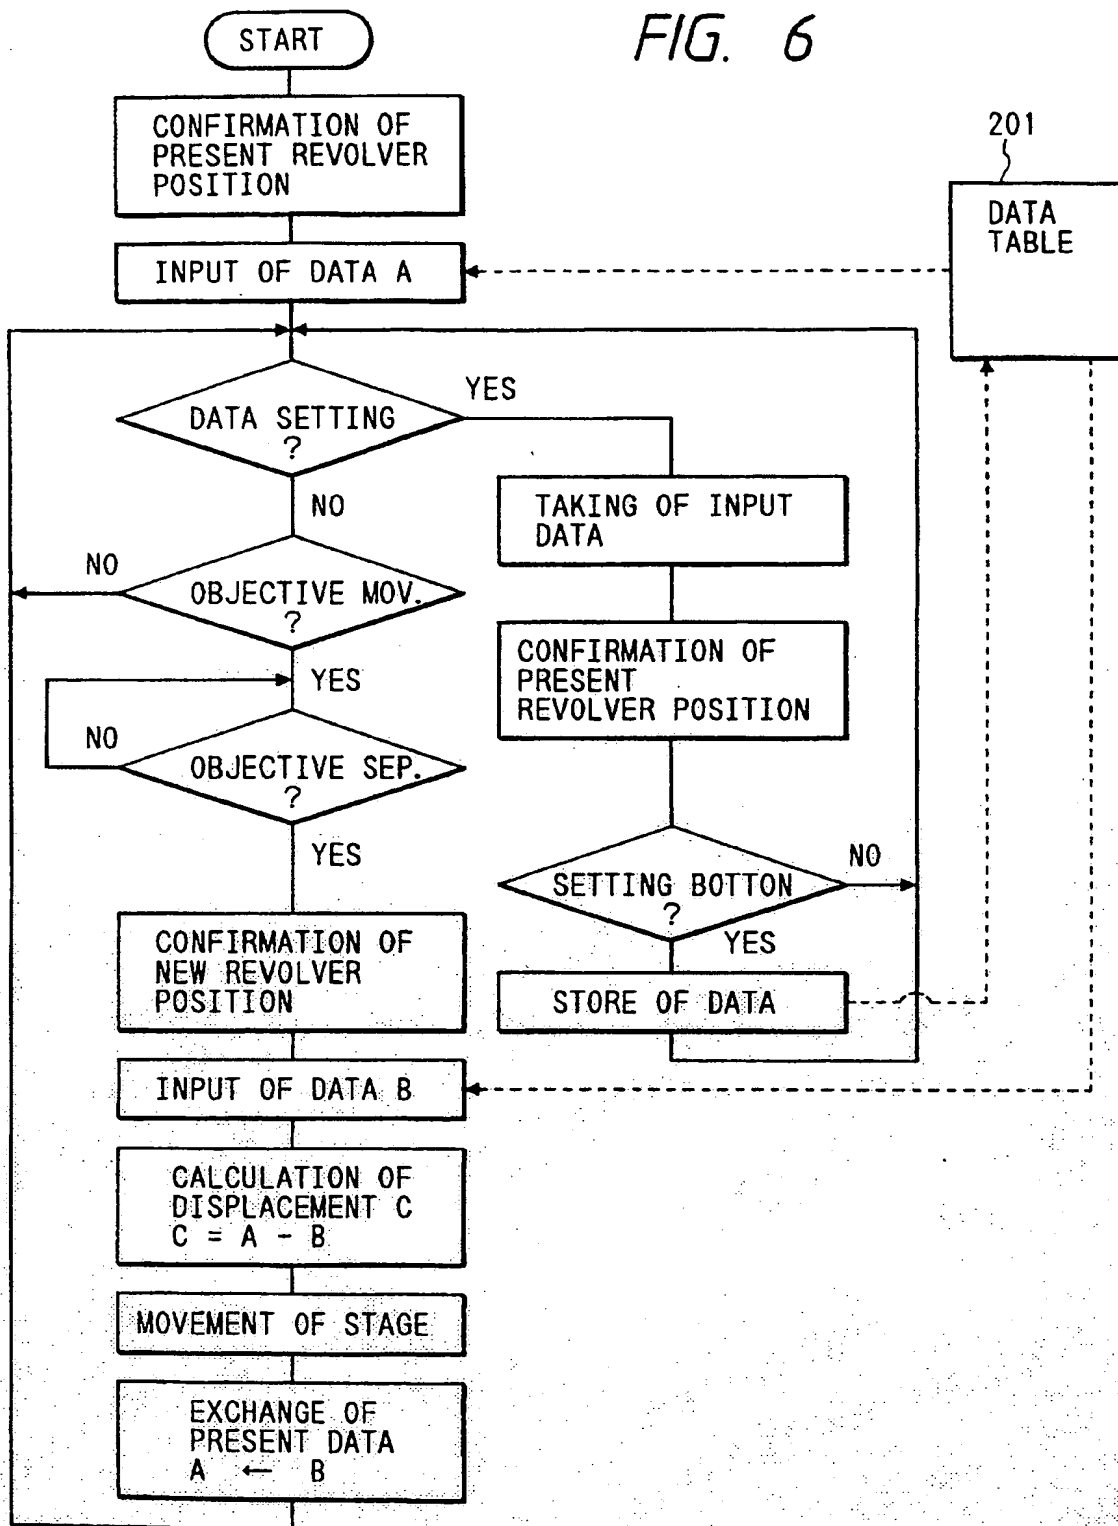 FIG. 6
START
CONFIRMATION OF
PRESENT REVOLVER
POSITION
201
DATA
TABLE
INPUT OF DATA A
DATA SETTING
?
YES
NO
TAKING OF INPUT
DATA
OBJECTIVE MOV.
?
NO
YES
CONFIRMATION OF
PRESENT
REVOLVER POSITION
OBJECTIVE SEP.
?
NO
YES
SETTING BOTTON
?
NO
YES
STORE OF DATA
CONFIRMATION OF
NEW REVOLVER
POSITION
INPUT OF DATA B
CALCULATION OF
DISPLACEMENT C
C = A - B
MOVEMENT OF STAGE
EXCHANGE OF
PRESENT DATA
A ← B